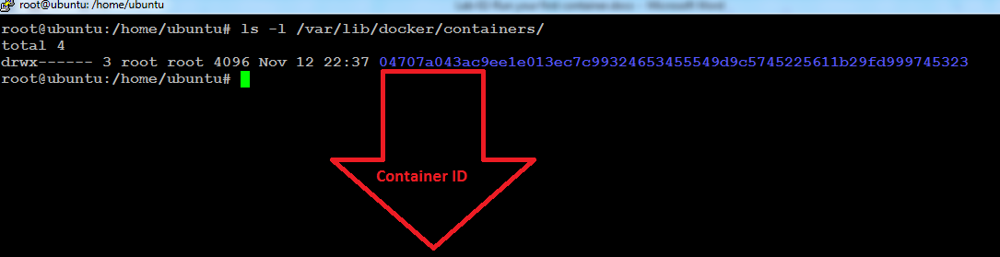 root@ubuntu: /home/ubuntu
Lab 02: Run your first container.docx - Microsoft Word
root@ubuntu:/home/ubuntu# ls -l /var/lib/docker/containers/
total 4
drwx------ 3 root root 4096 Nov 12 22:37 04707a043ac9ee1e013ec7c99324653455549d9c5745225611b29fd999745323
root@ubuntu:/home/ubuntu#
Container ID